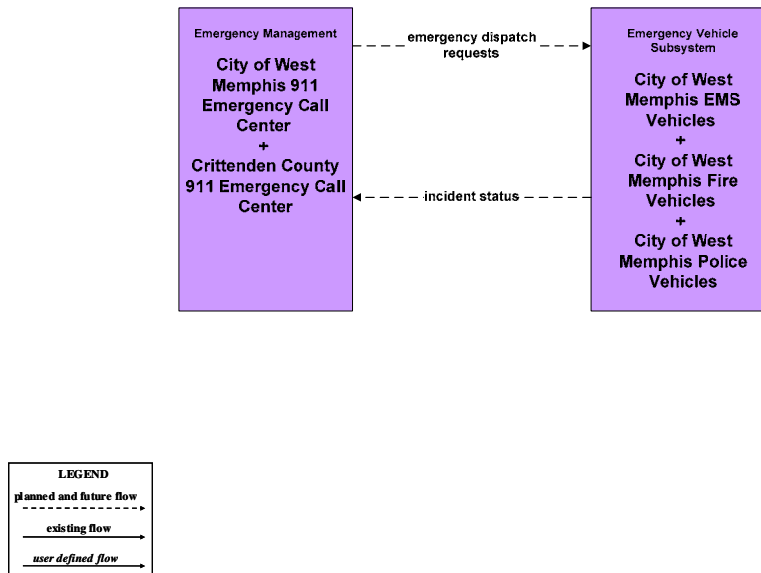 Emergency Management
City of West
Memphis 911
Emergency Call
Center
+
Crittenden County
911 Emergency Call
Center
emergency dispatch
requests
incident status
Emergency Vehicle
Subsystem
City of West
Memphis EMS
Vehicles
+
City of West
Memphis Fire
Vehicles
+
City of West
Memphis Police
Vehicles
LEGEND
planned and future flow
existing flow
user defined flow